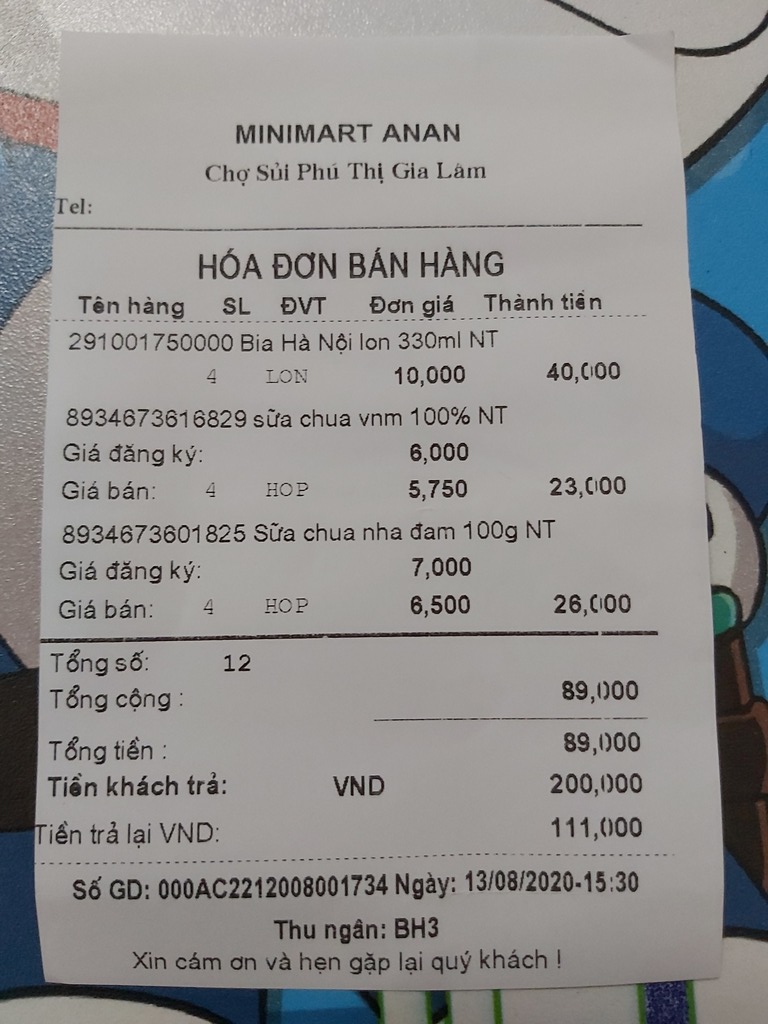 MINIMART ANAN
Chợ Sủi Phú Thị Gia Lâm
Tel:
HÓA ĐƠN BÁN HÀNG
Tên hàng SL ĐVT Đơn giá Thành tiền
291001750000 Bia Hà Nội lon 330ml NT
4 LON 10,000 40,000
8934673616829 sữa chua vnm 100% NT
Giá đăng ký: 6,000
Giá bán: 4 HOP 5,750 23,000
8934673601825 Sữa chua nha đam 100g NT
Giá đăng ký: 7,000
Giá bán: 4 HOP 6,500 26,000
Tổng số: 12
Tổng cộng : 89,000
Tổng tiền : 89,000
Tiền khách trả: VND 200,000
Tiền trả lại VND: 111,000
Số GD: 000AC2212008001734 Ngày: 13/08/2020-15:30
Thu ngân: BH3
Xin cám ơn và hẹn gặp lại quý khách !